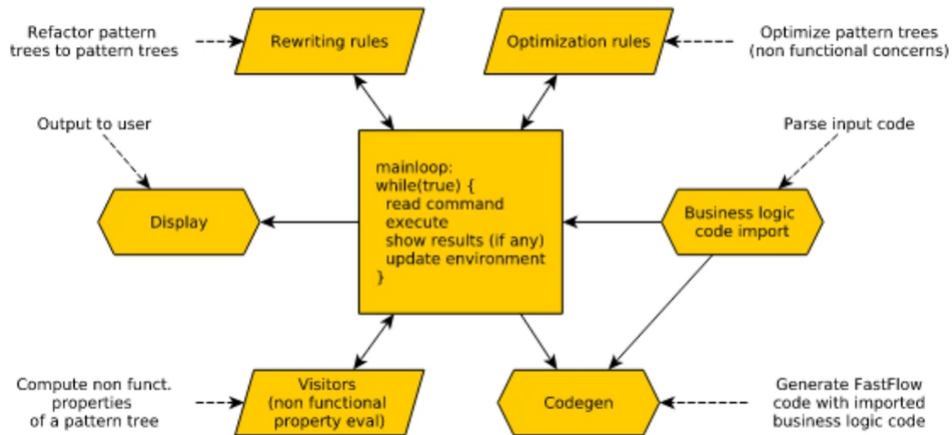 Refactor pattern
trees to pattern trees
Rewriting rules
Optimization rules
Optimize pattern trees
(non functional concerns)
Output to user
Parse input code
mainloop:
while(true) {
read command
execute
show results (if any)
update environment
}
Display
Business logic
code import
Compute non funct.
properties
of a pattern tree
Visitors
(non functional
property eval)
Codegen
Generate FastFlow
code with imported
business logic code